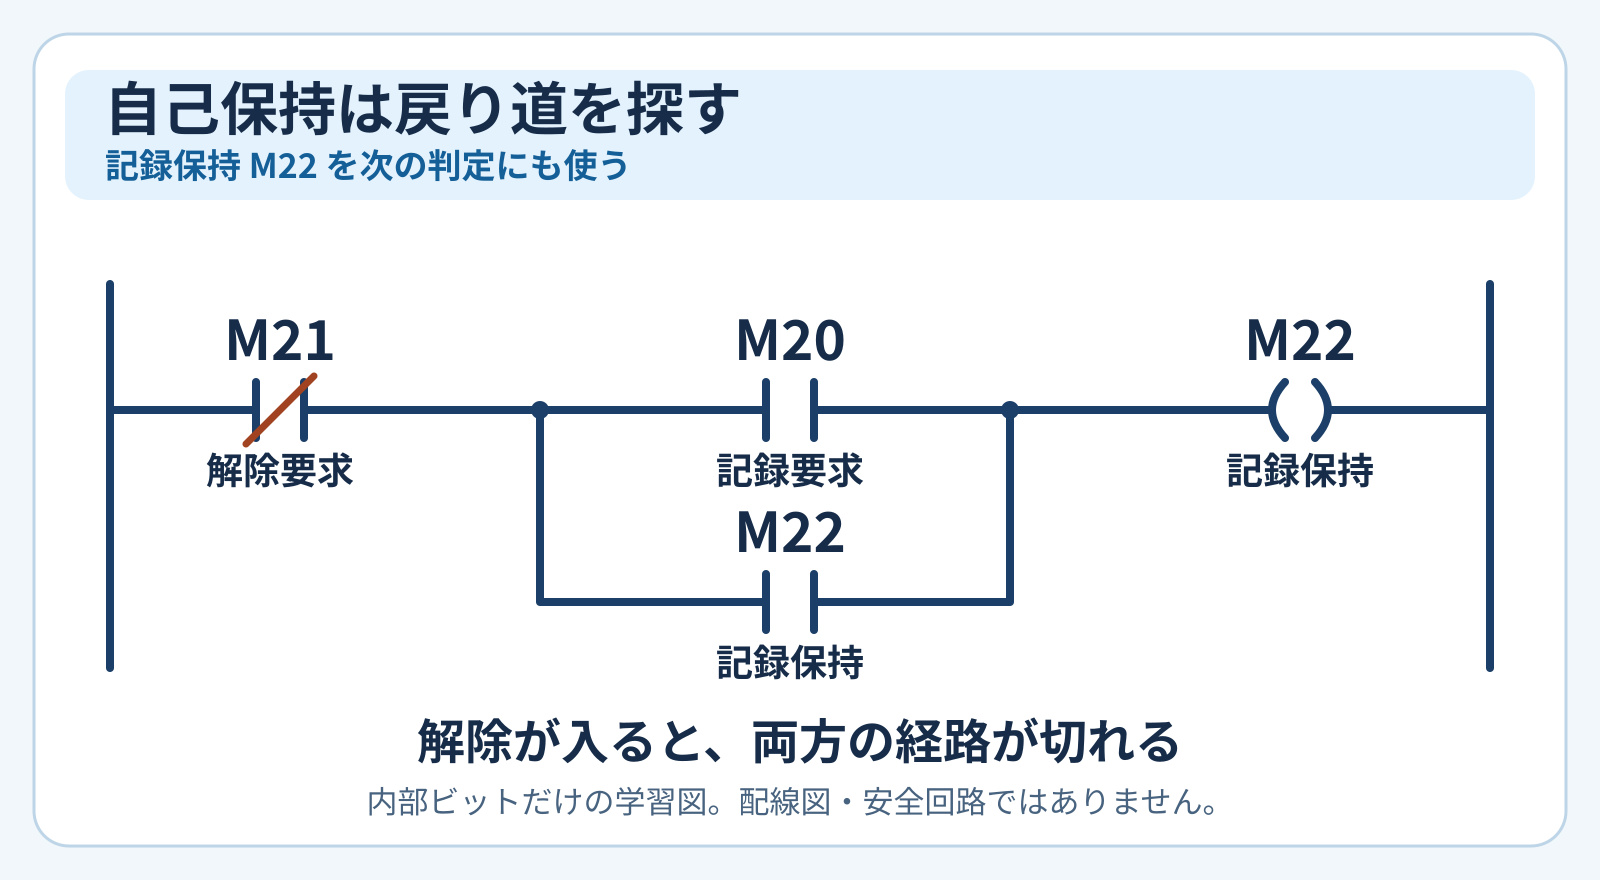 自己保持は戻り道を探す
記録保持 M22 を次の判定にも使う
M21
M20
M22
解除要求
記録要求
記録保持
M22
記録保持
解除が入ると、両方の経路が切れる
内部ビットだけの学習図。配線図・安全回路ではありません。